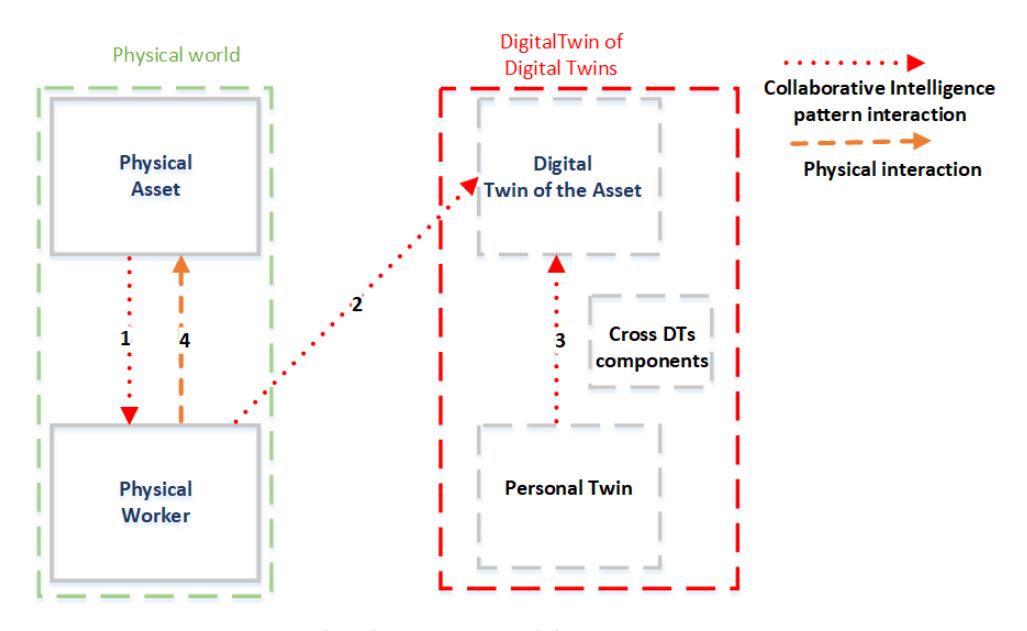 Physical world
DigitalTwin of
Digital Twins
Collaborative Intelligence
pattern interaction
Physical interaction
Physical
Asset
Digital
Twin of the Asset
1
4
2
3
Cross DTs
components
Physical
Worker
Personal Twin